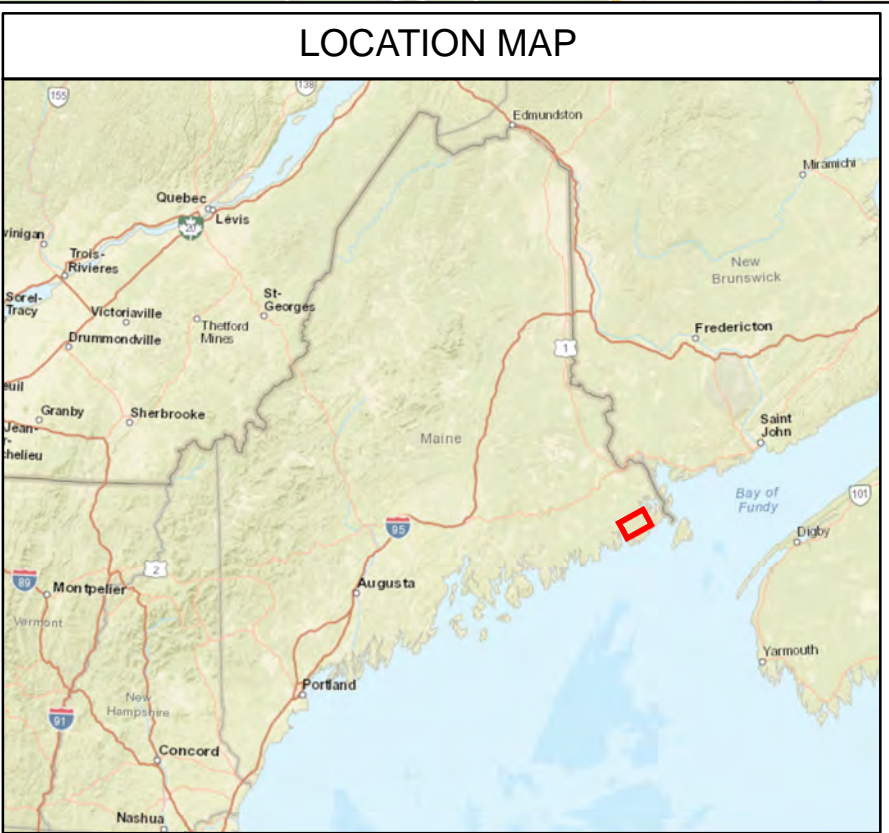 LOCATION MAP
155
138
Edmundston
Miramichi
Quebec
Lévis
20
vinigan
Trois-
Rivieres
New
Brunswick
Sorel-
Tracy
Victoriaville
St-
Georges
Thetford
Mines
Drummondville
Fredericton
1
euil
Granby
Sherbrooke
Jean-
r-
chelieu
Saint
John
Maine
Bay of
Fundy
101
95
Digby
2
89
Montpelier
Augusta
Vermont
Yarmouth
Portland
New
Hampshire
91
Concord
Nashua